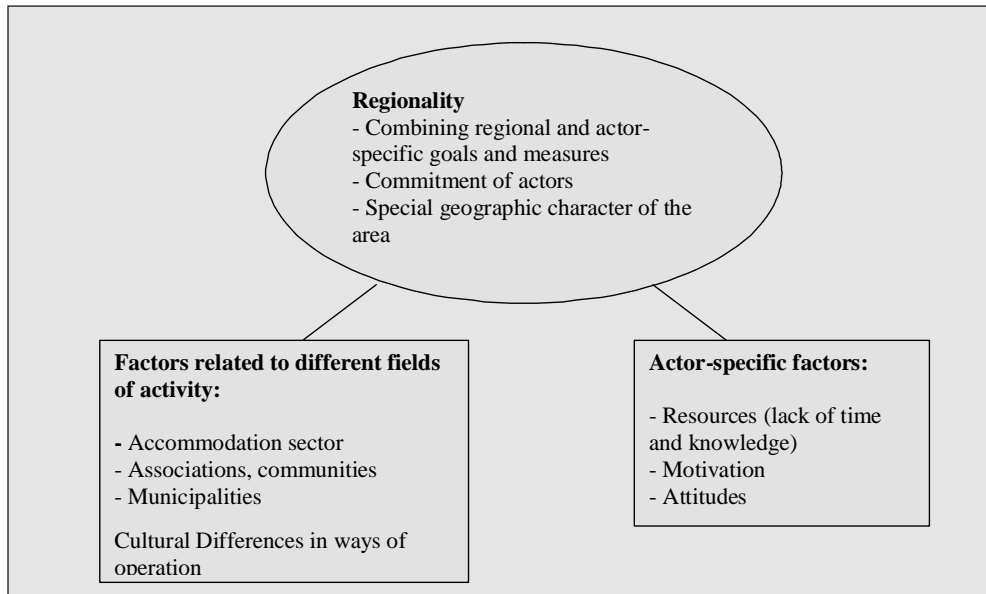 Regionality
- Combining regional and actor-
specific goals and measures
- Commitment of actors
- Special geographic character of the
area
Factors related to different fields
of activity:
- Accommodation sector
- Associations, communities
- Municipalities
Cultural Differences in ways of
operation
Actor-specific factors:
- Resources (lack of time
and knowledge)
- Motivation
- Attitudes